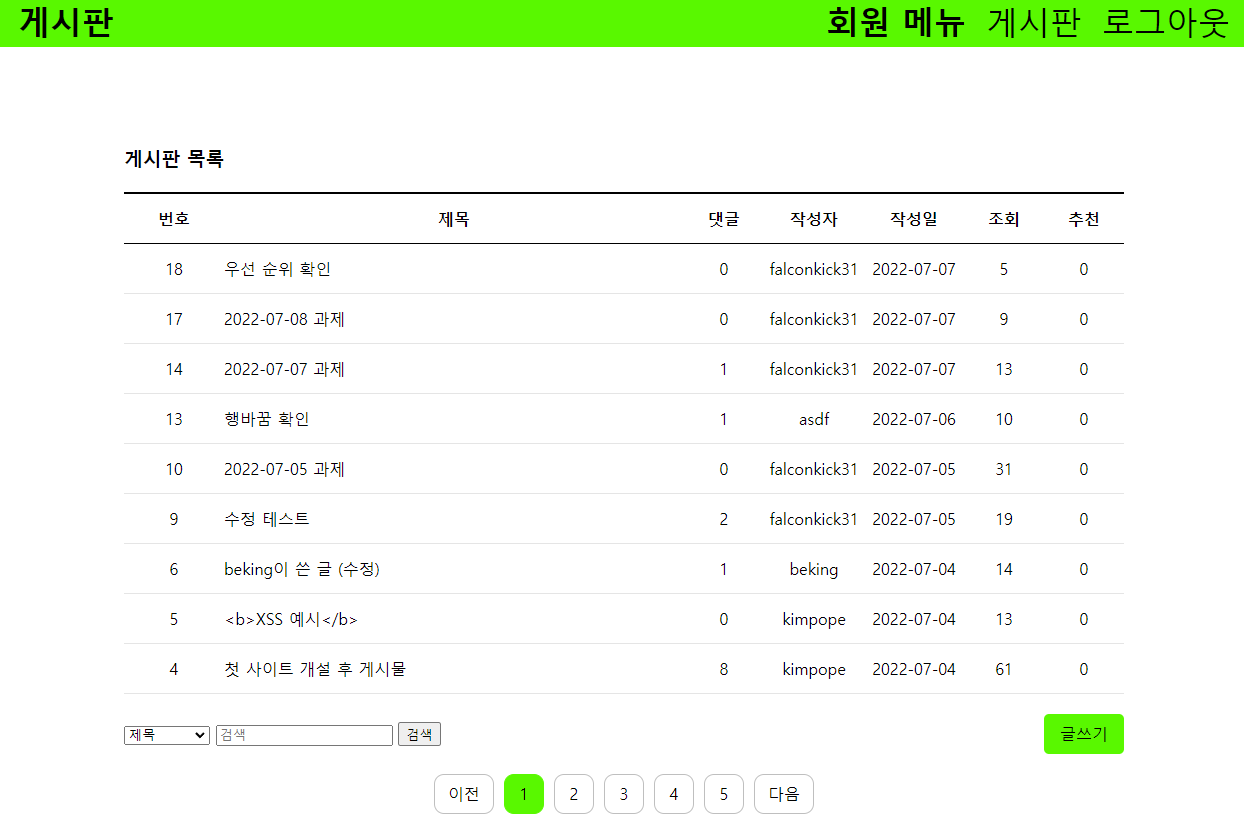 게시판 회원 메뉴 게시판 로그아웃
게시판 목록
번호 제목 댓글 작성자 작성일 조회 추천
18 우선 순위 확인 0 falconkick31 2022-07-07 5 0
17 2022-07-08 과제 0 falconkick31 2022-07-07 9 0
14 2022-07-07 과제 1 falconkick31 2022-07-07 13 0
13 행바꿈 확인 1 asdf 2022-07-06 10 0
10 2022-07-05 과제 0 falconkick31 2022-07-05 31 0
9 수정 테스트 2 falconkick31 2022-07-05 19 0
6 beking이 쓴 글 (수정) 1 beking 2022-07-04 14 0
5 <b>XSS 예시</b> 0 kimpope 2022-07-04 13 0
4 첫 사이트 개설 후 게시물 8 kimpope 2022-07-04 61 0
제목 검색 검색 글쓰기
이전 1 2 3 4 5 다음